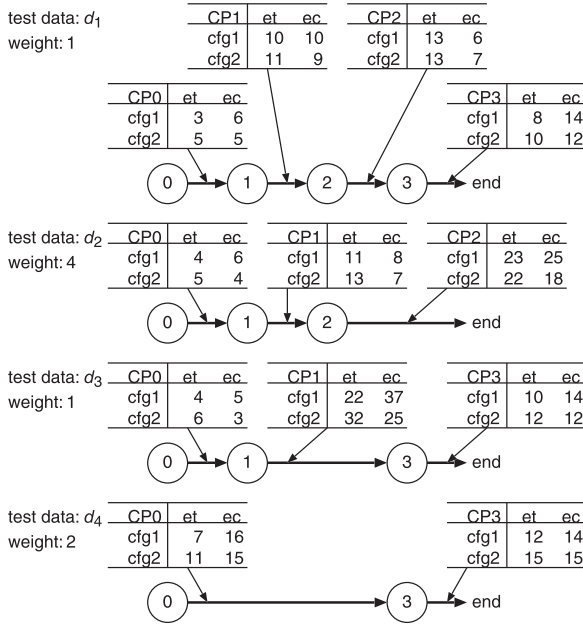 test data: d1
weight: 1
CP1 et ec
cfg1 10 10
cfg2 11 9
CP2 et ec
cfg1 13 6
cfg2 13 7
CP0 et ec
cfg1 3 6
cfg2 5 5
CP3 et ec
cfg1 8 14
cfg2 10 12
0 1 2 3 end
test data: d2
weight: 4
CP0 et ec
cfg1 4 6
cfg2 5 4
CP1 et ec
cfg1 11 8
cfg2 13 7
CP2 et ec
cfg1 23 25
cfg2 22 18
0 1 2 end
test data: d3
weight: 1
CP0 et ec
cfg1 4 5
cfg2 6 3
CP1 et ec
cfg1 22 37
cfg2 32 25
CP3 et ec
cfg1 10 14
cfg2 12 12
0 1 3 end
test data: d4
weight: 2
CP0 et ec
cfg1 7 16
cfg2 11 15
CP3 et ec
cfg1 12 14
cfg2 15 15
0 3 end